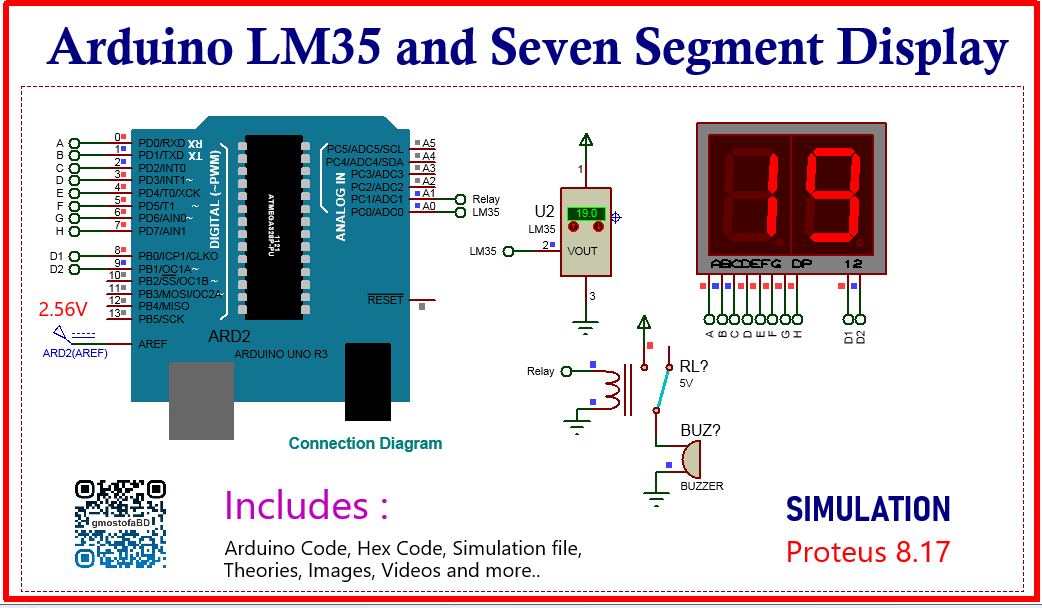 Arduino LM35 and Seven Segment Display
A 0 PD0/RXD RX
B 1 PD1/TXD TX
C 2 PD2/INT0
D 3 PD3/INT1~
E 4 PD4/T0/XCK
F 5 PD5/T1 ~
G 6 PD6/AIN0~
H 7 PD7/AIN1
D1 8 PB0/ICP1/CLKO
D2 9 PB1/OC1A ~
10 PB2/SS/OC1B ~
11 PB3/MOSI/OC2A~
12 PB4/MISO
13 PB5/SCK
AREF
2.56V
ARD2(AREF)
DIGITAL (~PWM)
ATMEGA328P-PU
1121
ANALOG IN
PC5/ADC5/SCL A5
PC4/ADC4/SDA A4
PC3/ADC3 A3
PC2/ADC2 A2
PC1/ADC1 A1 Relay
PC0/ADC0 A0 LM35
RESET
ARD2
ARDUINO UNO R3
Connection Diagram
1
U2
LM35
19.0
LM35 2 VOUT
3
19
ABCDEFG DP 12
A B C D E F G H D1 D2
Relay
RL?
5V
BUZ?
BUZZER
gmostofaBD
Includes :
Arduino Code, Hex Code, Simulation file,
Theories, Images, Videos and more..
SIMULATION
Proteus 8.17